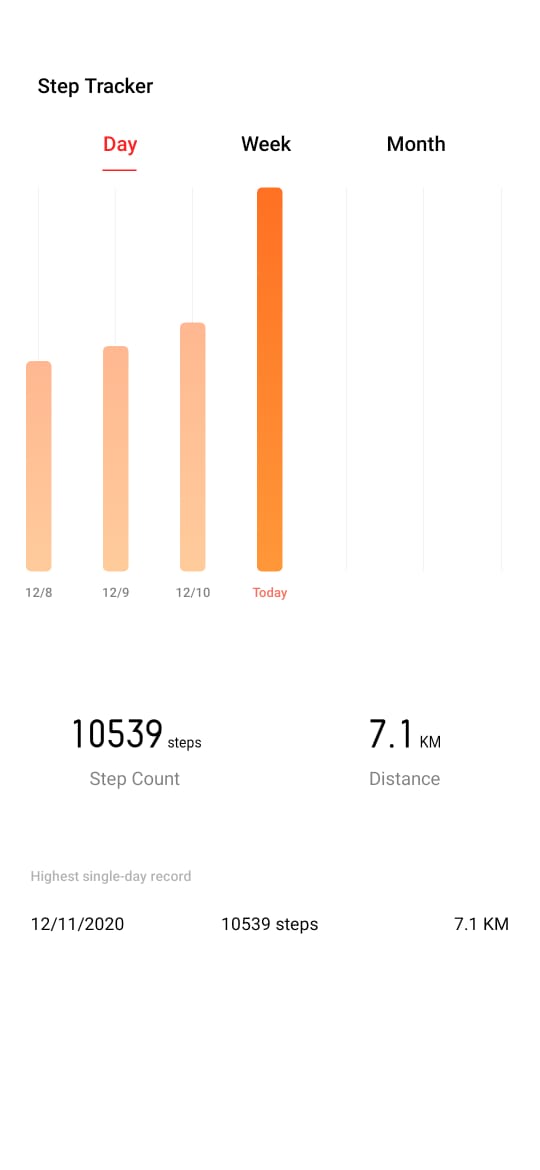 Step Tracker
Day Week Month
12/8 12/9 12/10 Today
10539 steps 7.1 KM
Step Count Distance
Highest single-day record
12/11/2020 10539 steps 7.1 KM